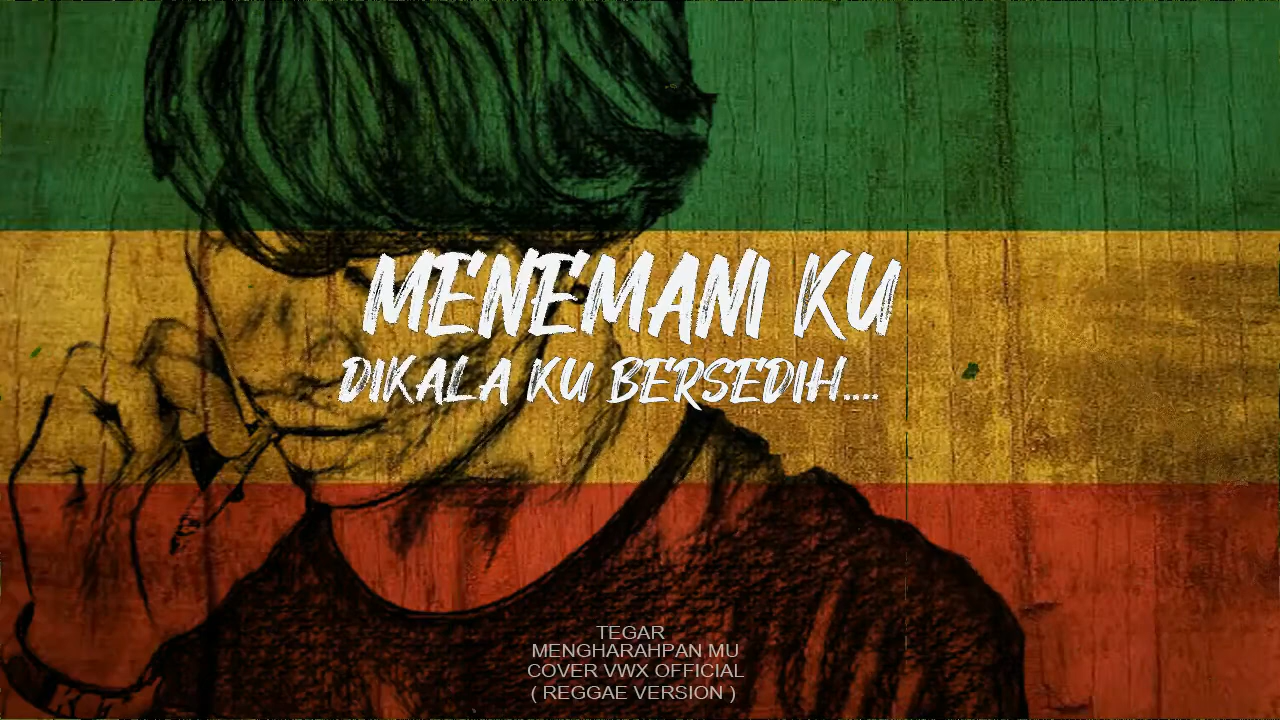 MENEMANI KU
DIKALA KU BERSEDIH....
TEGAR
MENGHARAHPAN MU
COVER VWX OFFICIAL
( REGGAE VERSION )